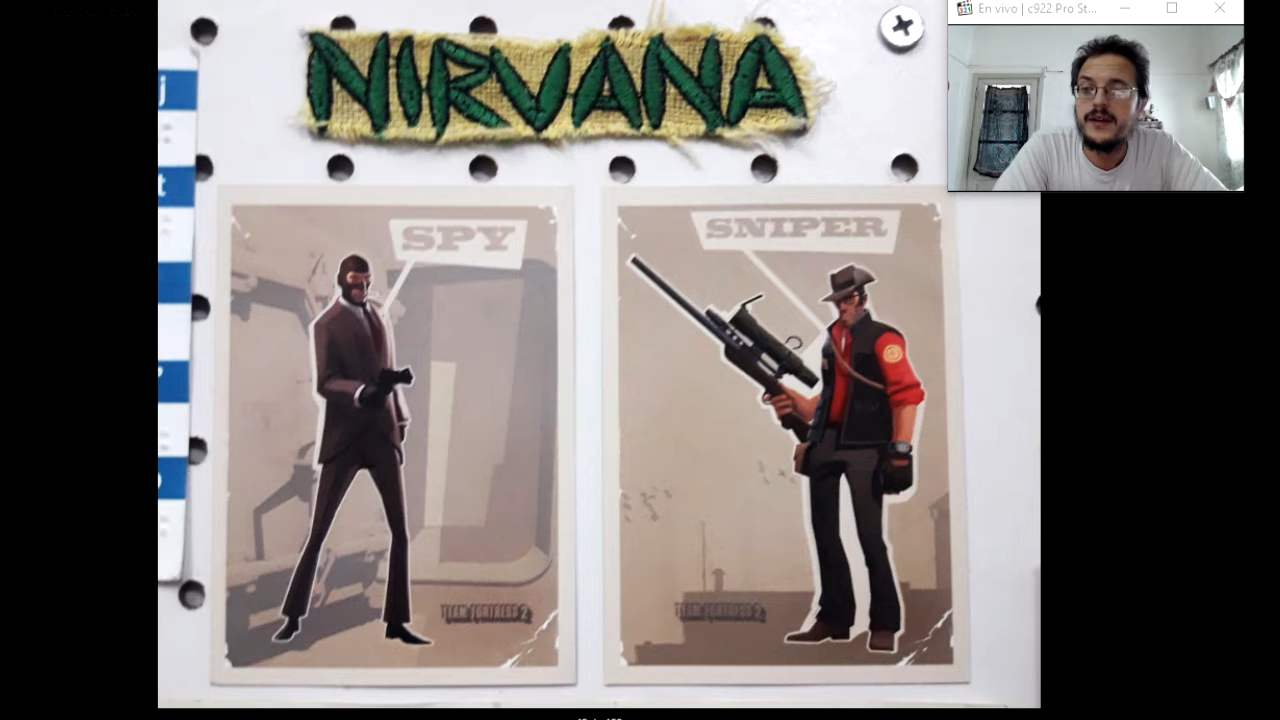 En vivo | c922 Pro St...
NIRVANA
j
t
SPY
SNIPER
TEAM FORTRESS 2
TEAM FORTRESS 2